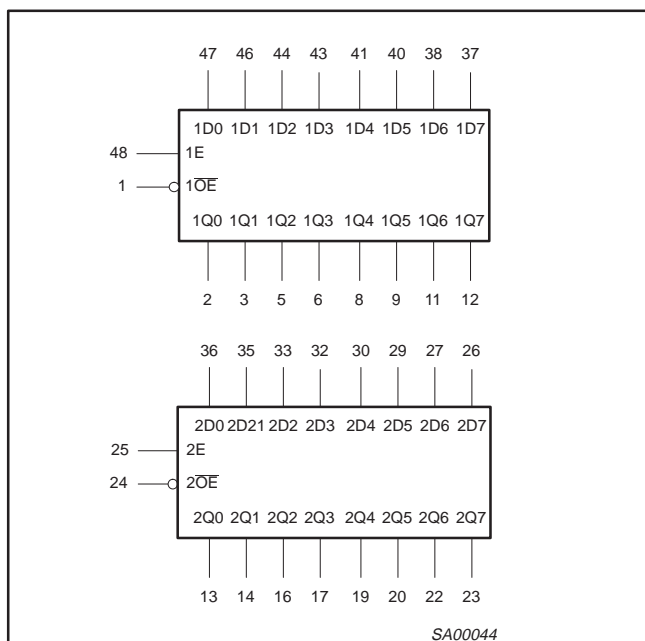 47 46 44 43 41 40 38 37
1D0 1D1 1D2 1D3 1D4 1D5 1D6 1D7
48 1E
1 1OE
1Q0 1Q1 1Q2 1Q3 1Q4 1Q5 1Q6 1Q7
2 3 5 6 8 9 11 12
36 35 33 32 30 29 27 26
2D0 2D21 2D2 2D3 2D4 2D5 2D6 2D7
25 2E
24 2OE
2Q0 2Q1 2Q2 2Q3 2Q4 2Q5 2Q6 2Q7
13 14 16 17 19 20 22 23
SA00044